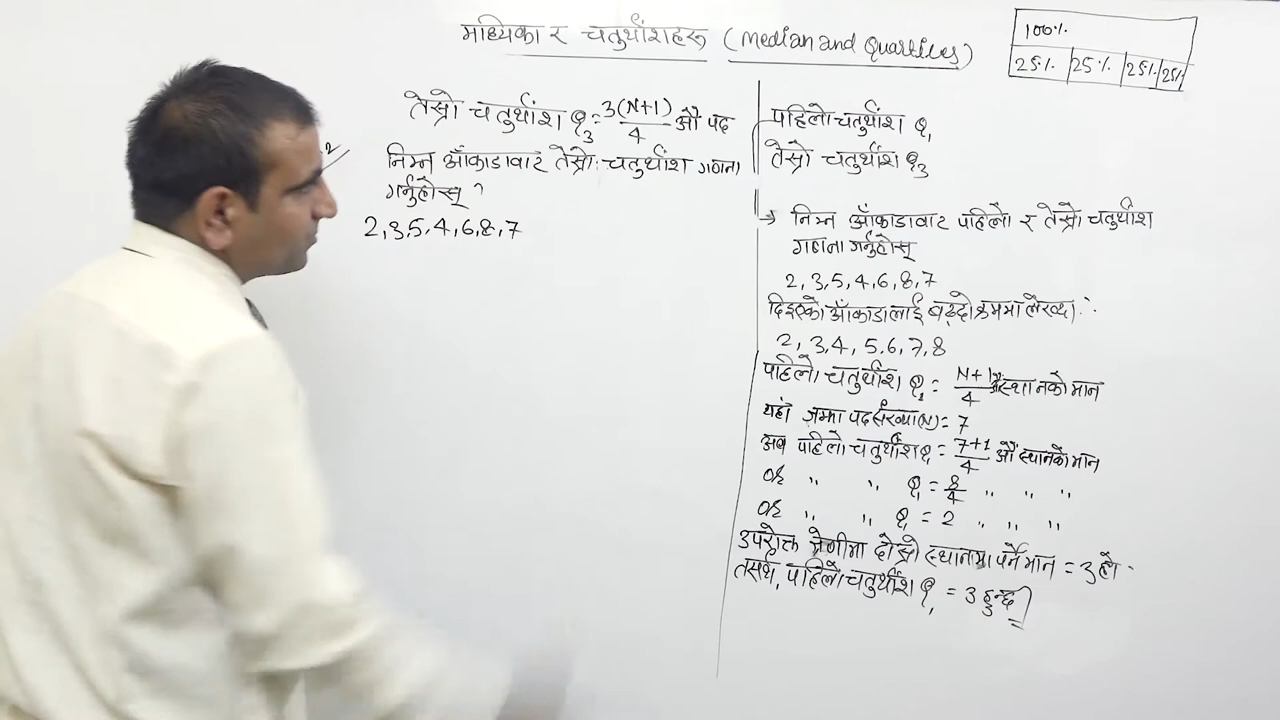 मध्यिका र चतुर्थांशहरू (Median and Quartiles)
100%
25% 25% 25% 25%
तेस्रो चतुर्थांश Q₃ = 3(N+1)/4 औं पद
निम्न आँकडावाट तेस्रो चतुर्थांश गणना
गर्नुहोस् ?
2,3,5,4,6,8,7
पहिलो चतुर्थांश Q₁
तेस्रो चतुर्थांश Q₃
→ निम्न आँकडावाट पहिलो र तेस्रो चतुर्थांश
गणना गर्नुहोस्
2, 3, 5, 4, 6, 8, 7
दिइएको आँकडालाई बढ्दो क्रममा लेख्दा
2, 3, 4, 5, 6, 7, 8
पहिलो चतुर्थांश Q₁ = N+1/4 औं स्थानको मान
यहाँ जम्मा पदसंख्या(N) = 7
अब पहिलो चतुर्थांश Q₁ = 7+1/4 औं स्थानको मान
or " " Q₁ = 8/4 " " "
or " " Q₁ = 2 " " "
उपरोक्त श्रेणीमा दोस्रो स्थानमा पर्ने मान = 3 हो
तसर्थ, पहिलो चतुर्थांश Q₁ = 3 हुन्छ